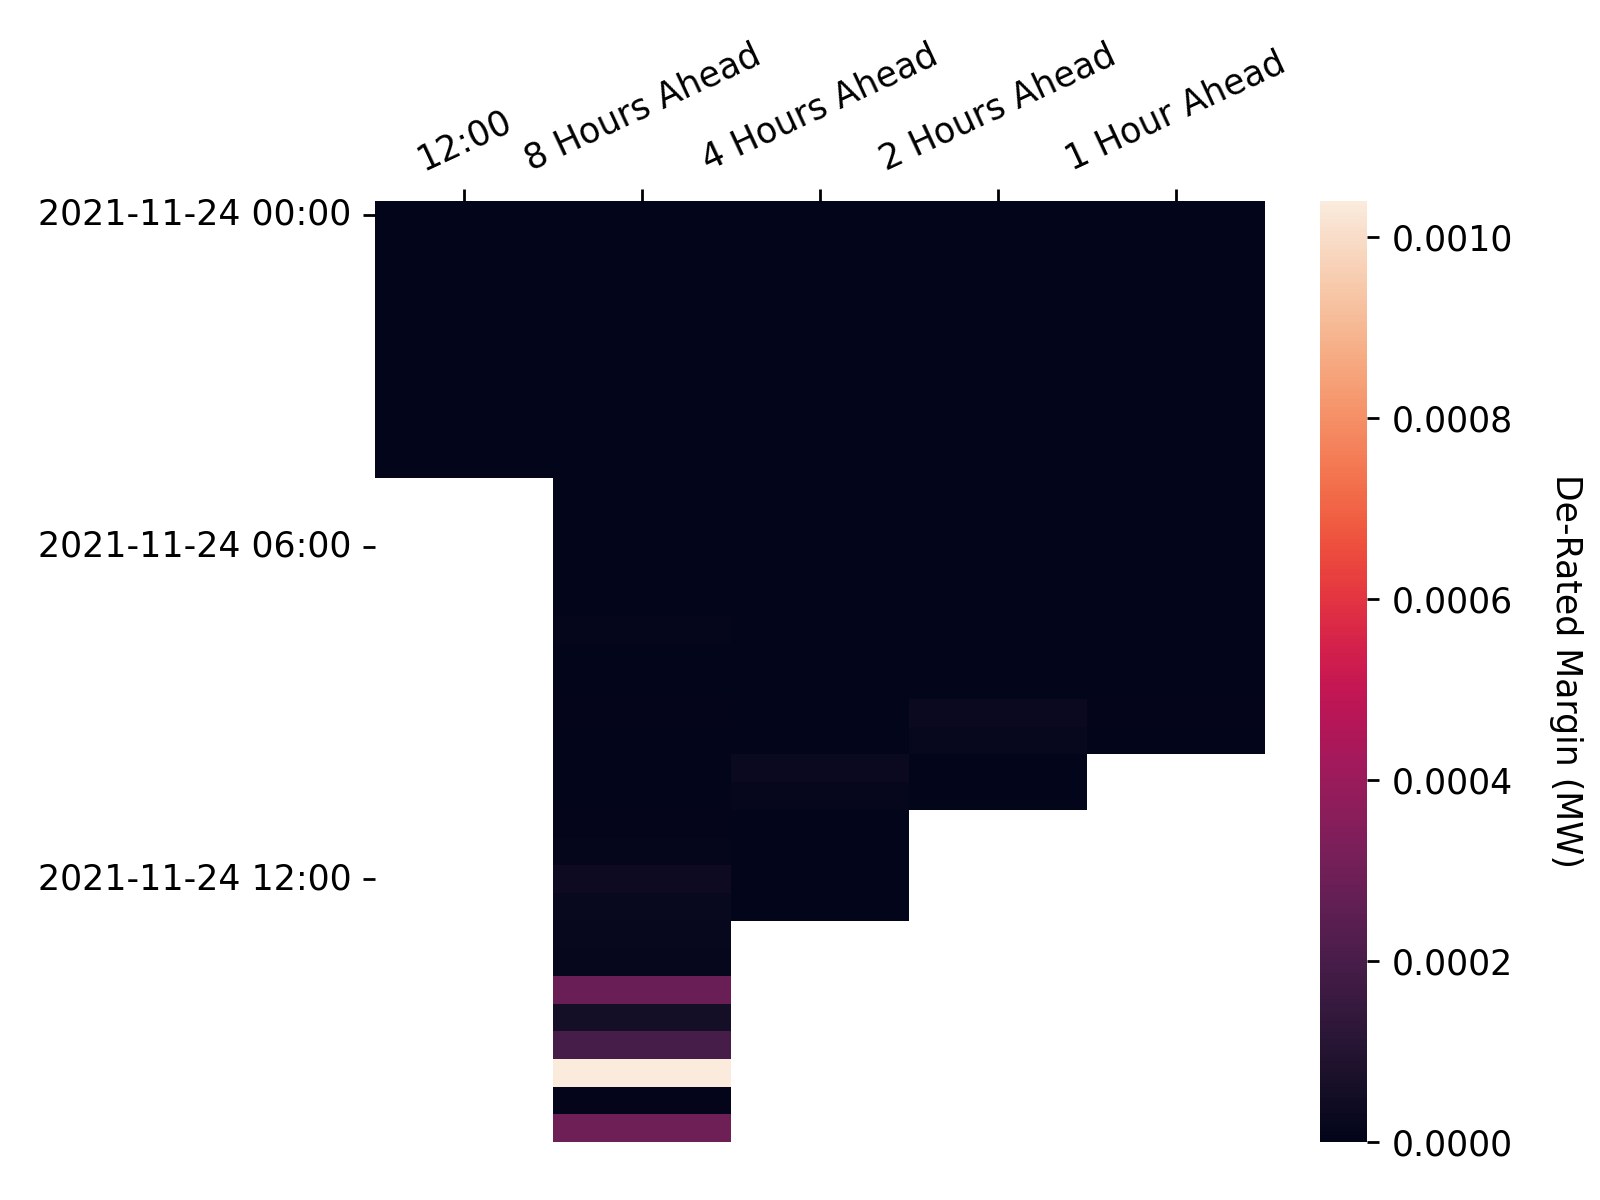 12:00
8 Hours Ahead
4 Hours Ahead
2 Hours Ahead
1 Hour Ahead
2021-11-24 00:00
2021-11-24 06:00
2021-11-24 12:00
0.0010
0.0008
0.0006
0.0004
0.0002
0.0000
De-Rated Margin (MW)